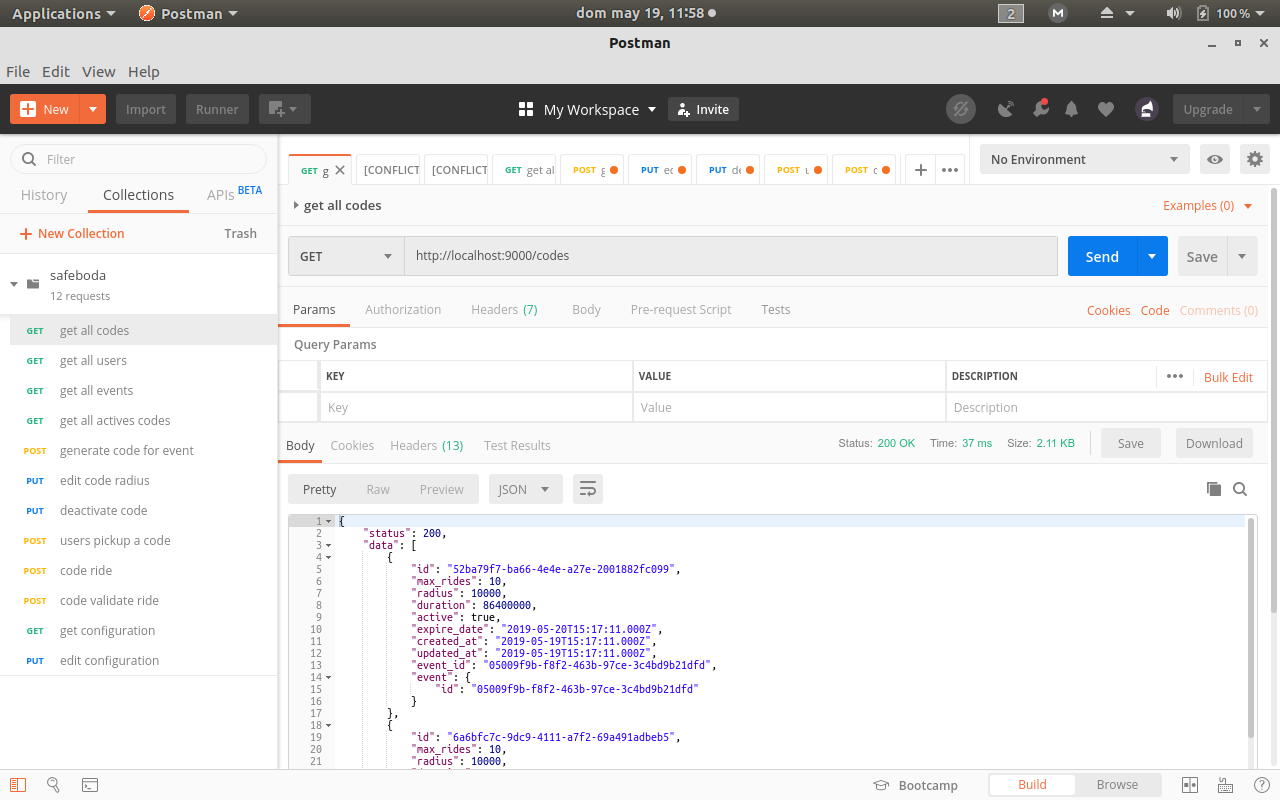 Applications Postman dom may 19, 11:58 2 M 100 %
Postman
File Edit View Help
New Import Runner My Workspace Invite Upgrade
Filter
History Collections APIs BETA
New Collection Trash
safeboda
12 requests
GET get all codes
GET get all users
GET get all events
GET get all actives codes
POST generate code for event
PUT edit code radius
PUT deactivate code
POST users pickup a code
POST code ride
POST code validate ride
GET get configuration
PUT edit configuration
GET g [CONFLICT [CONFLICT GET get al POST g PUT ec PUT de POST u POST c No Environment
get all codes Examples (0)
GET http://localhost:9000/codes Send Save
Params Authorization Headers (7) Body Pre-request Script Tests Cookies Code Comments (0)
Query Params
KEY VALUE DESCRIPTION Bulk Edit
Key Value Description
Body Cookies Headers (13) Test Results Status: 200 OK Time: 37 ms Size: 2.11 KB Save Download
Pretty Raw Preview JSON
1 {
2 "status": 200,
3 "data": [
4 {
5 "id": "52ba79f7-ba66-4e4e-a27e-2001882fc099",
6 "max_rides": 10,
7 "radius": 10000,
8 "duration": 86400000,
9 "active": true,
10 "expire_date": "2019-05-20T15:17:11.000Z",
11 "created_at": "2019-05-19T15:17:11.000Z",
12 "updated_at": "2019-05-19T15:17:11.000Z",
13 "event_id": "05009f9b-f8f2-463b-97ce-3c4bd9b21dfd",
14 "event": {
15 "id": "05009f9b-f8f2-463b-97ce-3c4bd9b21dfd"
16 }
17 },
18 {
19 "id": "6a6bfc7c-9dc9-4111-a7f2-69a491adbeb5",
20 "max_rides": 10,
21 "radius": 10000,
Bootcamp Build Browse